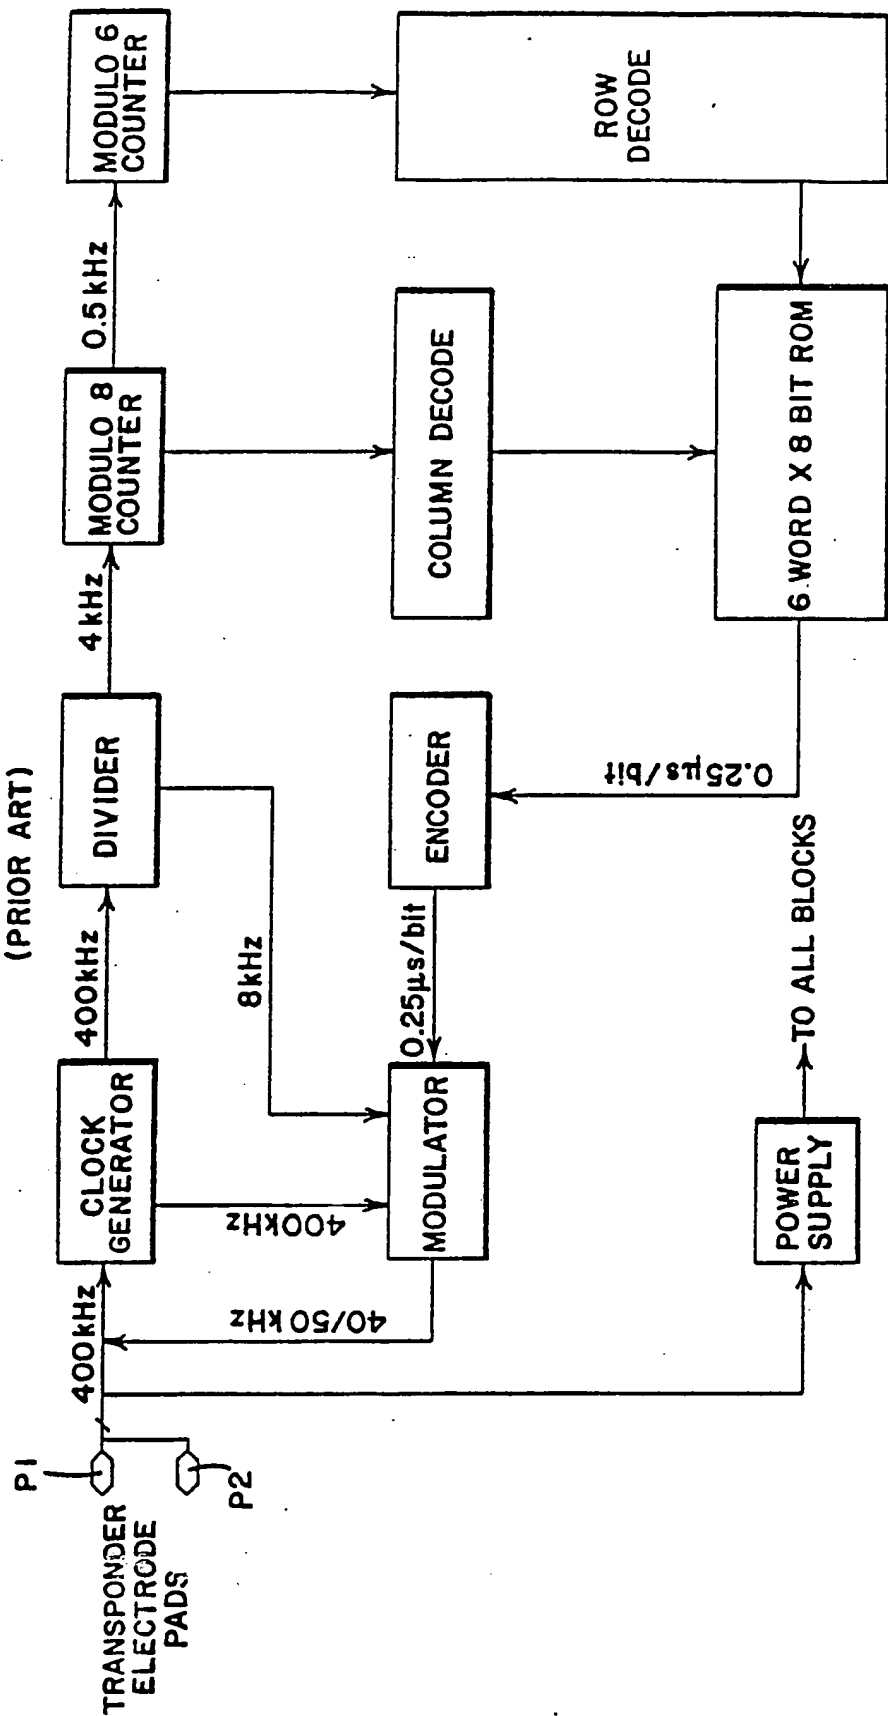 (PRIOR ART)
TRANSPONDER
ELECTRODE
PADS
P1
P2
400kHz
CLOCK
GENERATOR
400kHz
DIVIDER
4kHz
MODULO 8
COUNTER
0.5kHz
MODULO 6
COUNTER
40/50 kHz
400kHz
8kHz
MODULATOR
0.25μs/bit
ENCODER
COLUMN DECODE
ROW
DECODE
0.25μs/bit
6 WORD X 8 BIT ROM
POWER
SUPPLY
TO ALL BLOCKS